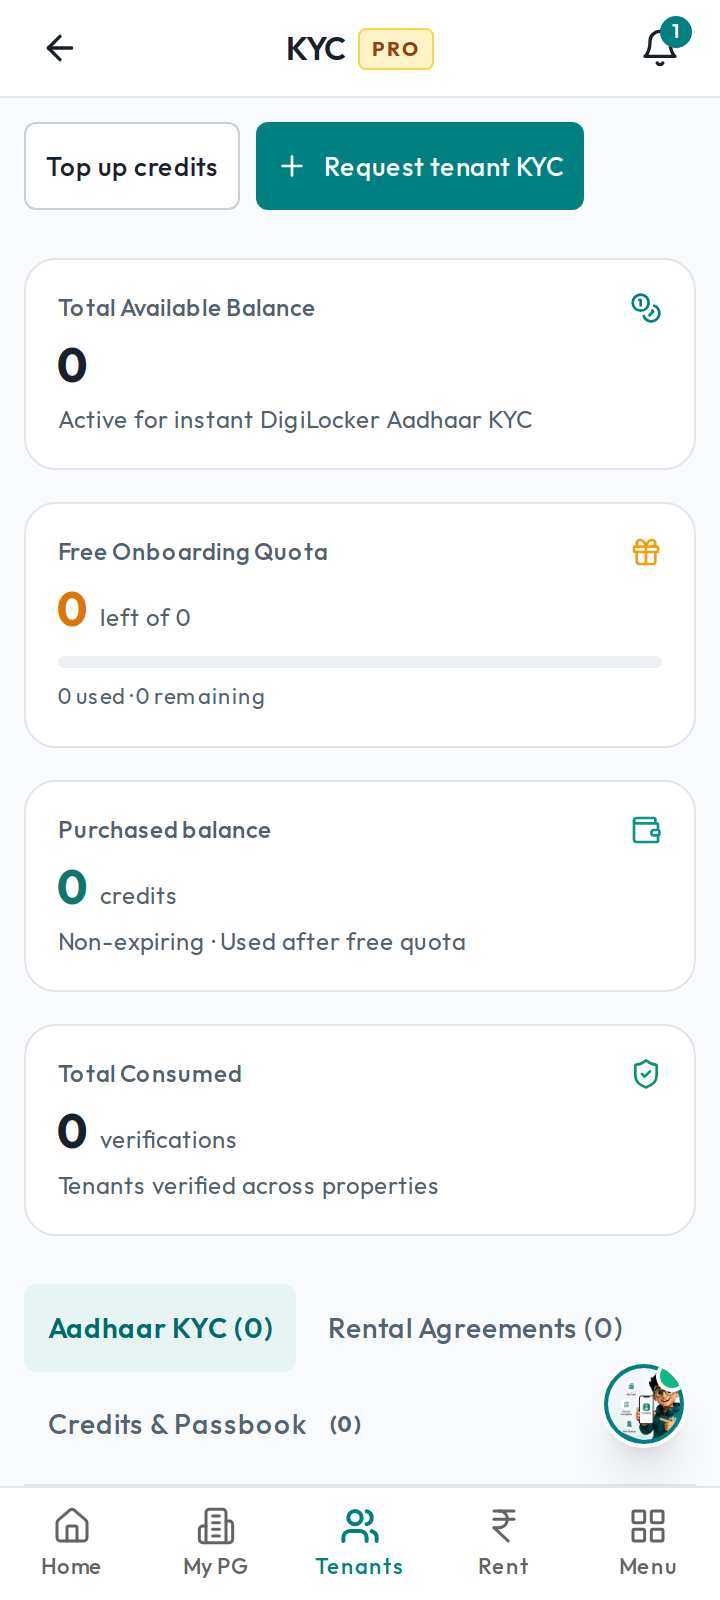 KYC PRO
1
Top up credits
Request tenant KYC
Total Available Balance
0
Active for instant DigiLocker Aadhaar KYC
Free Onboarding Quota
0 left of 0
0 used · 0 remaining
Purchased balance
0 credits
Non-expiring · Used after free quota
Total Consumed
0 verifications
Tenants verified across properties
Aadhaar KYC (0)
Rental Agreements (0)
Credits & Passbook (0)
Home
My PG
Tenants
Rent
Menu